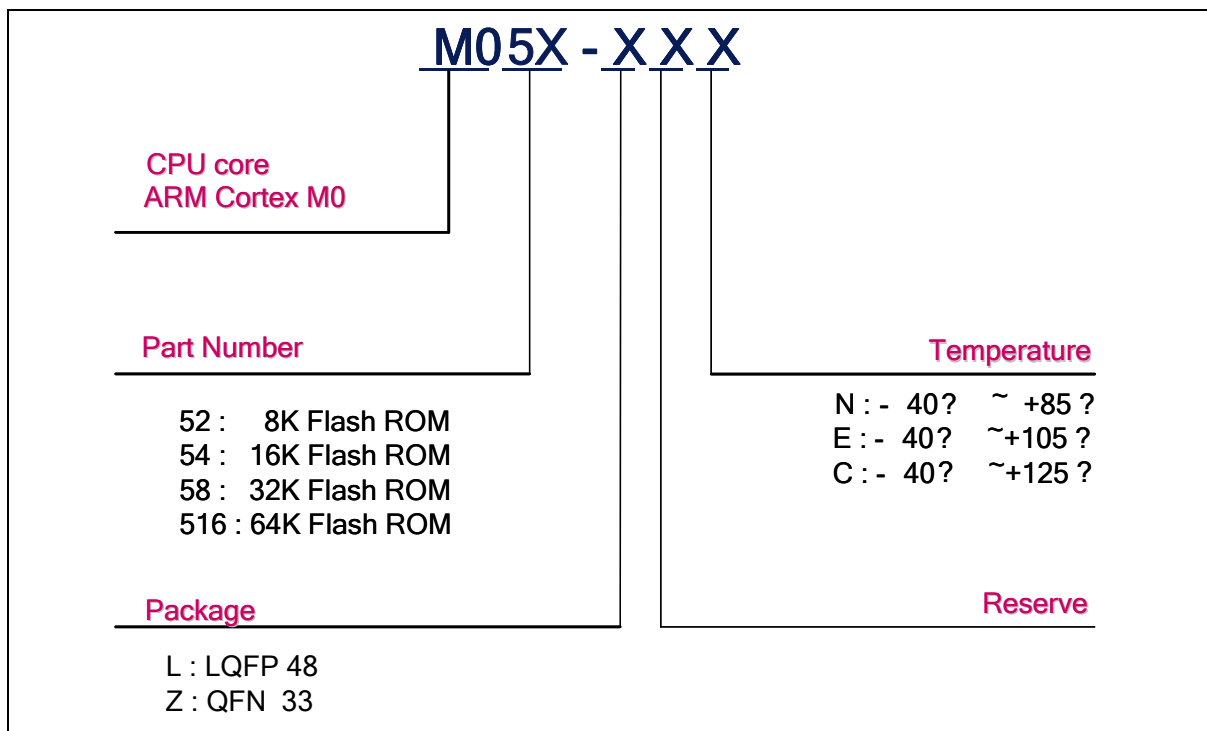 M05X - X X X
CPU core
ARM Cortex M0
Part Number
52 : 8K Flash ROM
54 : 16K Flash ROM
58 : 32K Flash ROM
516 : 64K Flash ROM
Temperature
N : - 40? ~ +85 ?
E : - 40? ~+105 ?
C : - 40? ~+125 ?
Package
L : LQFP 48
Z : QFN 33
Reserve